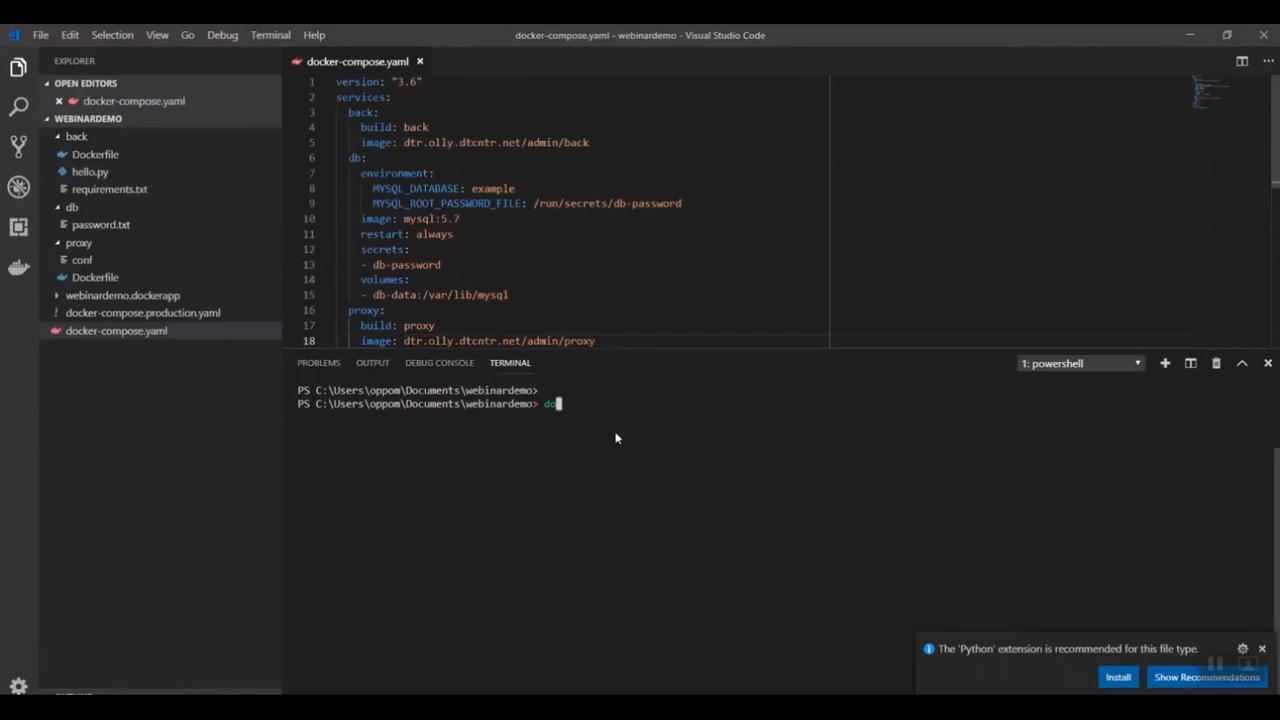 File Edit Selection View Go Debug Terminal Help
docker-compose.yaml - webinardemo - Visual Studio Code
EXPLORER
OPEN EDITORS
docker-compose.yaml
WEBINARDEMO
back
Dockerfile
hello.py
requirements.txt
db
password.txt
proxy
conf
Dockerfile
webinardemo.dockerapp
! docker-compose.production.yaml
docker-compose.yaml
docker-compose.yaml
1 version: "3.6"
2 services:
3 back:
4 build: back
5 image: dtr.olly.dtcntr.net/admin/back
6 db:
7 environment:
8 MYSQL_DATABASE: example
9 MYSQL_ROOT_PASSWORD_FILE: /run/secrets/db-password
10 image: mysql:5.7
11 restart: always
12 secrets:
13 - db-password
14 volumes:
15 - db-data:/var/lib/mysql
16 proxy:
17 build: proxy
18 image: dtr.olly.dtcntr.net/admin/proxy
PROBLEMS OUTPUT DEBUG CONSOLE TERMINAL
1: powershell
PS C:\Users\oppom\Documents\webinardemo>
PS C:\Users\oppom\Documents\webinardemo> do
The 'Python' extension is recommended for this file type.
Install Show Recommendations